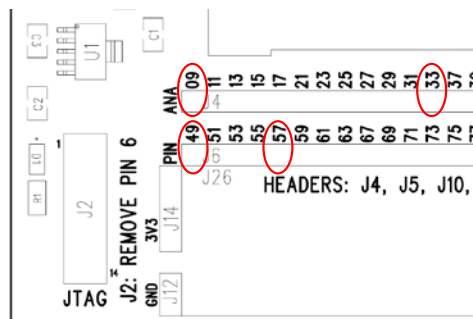 C3
U1
C1
C2
ANA
09 11 13 15 17 21 23 25 27 29 31 33 37
J4
PIN
49 51 53 55 57 59 61 63 67 69 71 73 75 77
J6
J26
HEADERS: J4, J5, J10,
1
D1
R1
J2
14
JTAG
J2: REMOVE PIN 6
3V3
J14
GND
J12